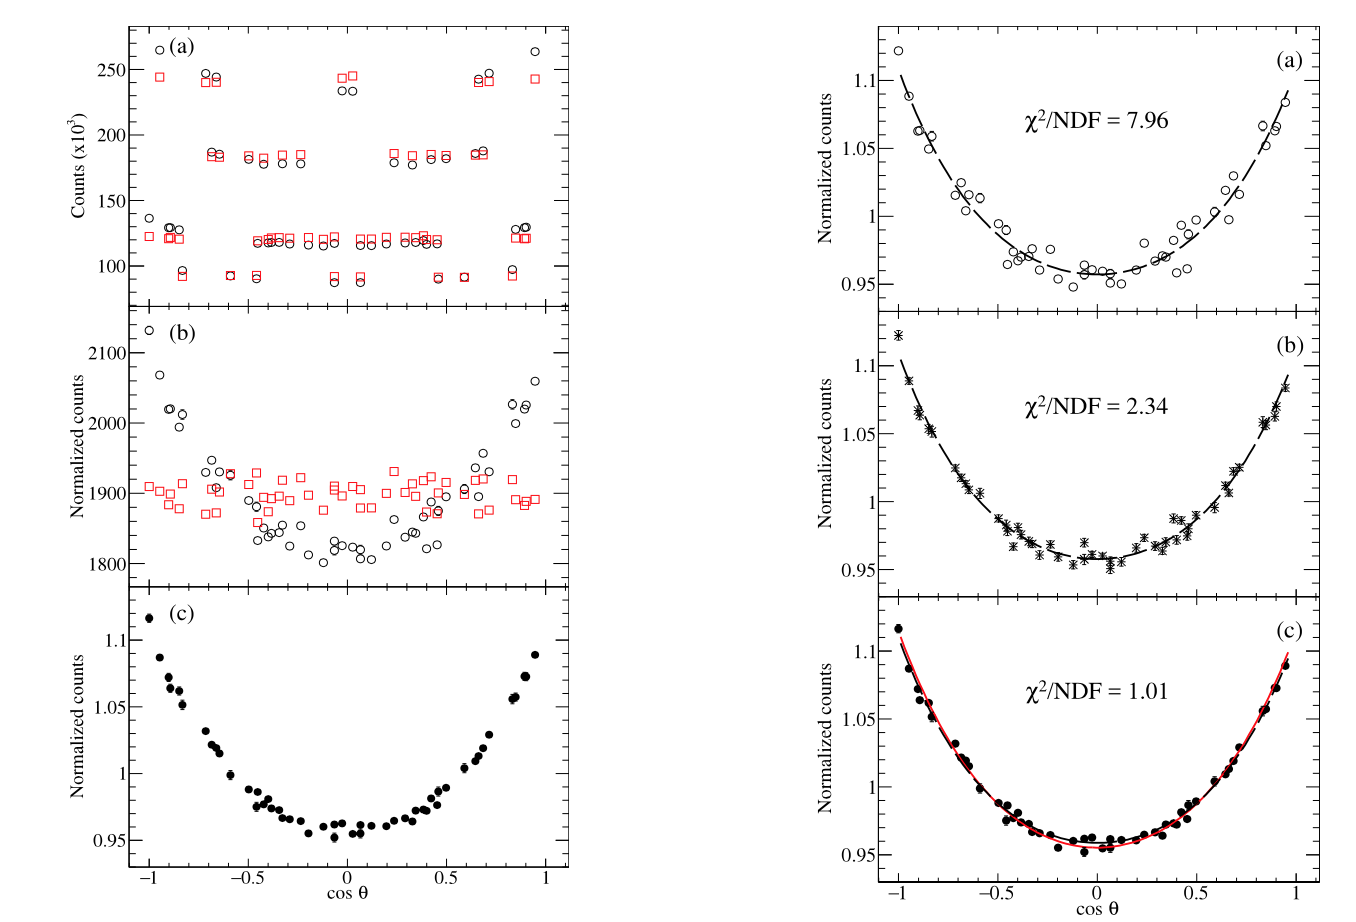 (a)
Counts (x10³)
250
200
150
100
(b)
Normalized counts
2100
2000
1900
1800
(c)
Normalized counts
1.1
1.05
1
0.95
−1
−0.5
0
0.5
1
cos θ
(a)
χ²/NDF = 7.96
Normalized counts
1.1
1.05
1
0.95
(b)
χ²/NDF = 2.34
Normalized counts
1.1
1.05
1
0.95
(c)
χ²/NDF = 1.01
Normalized counts
1.1
1.05
1
0.95
−1
−0.5
0
0.5
1
cos θ